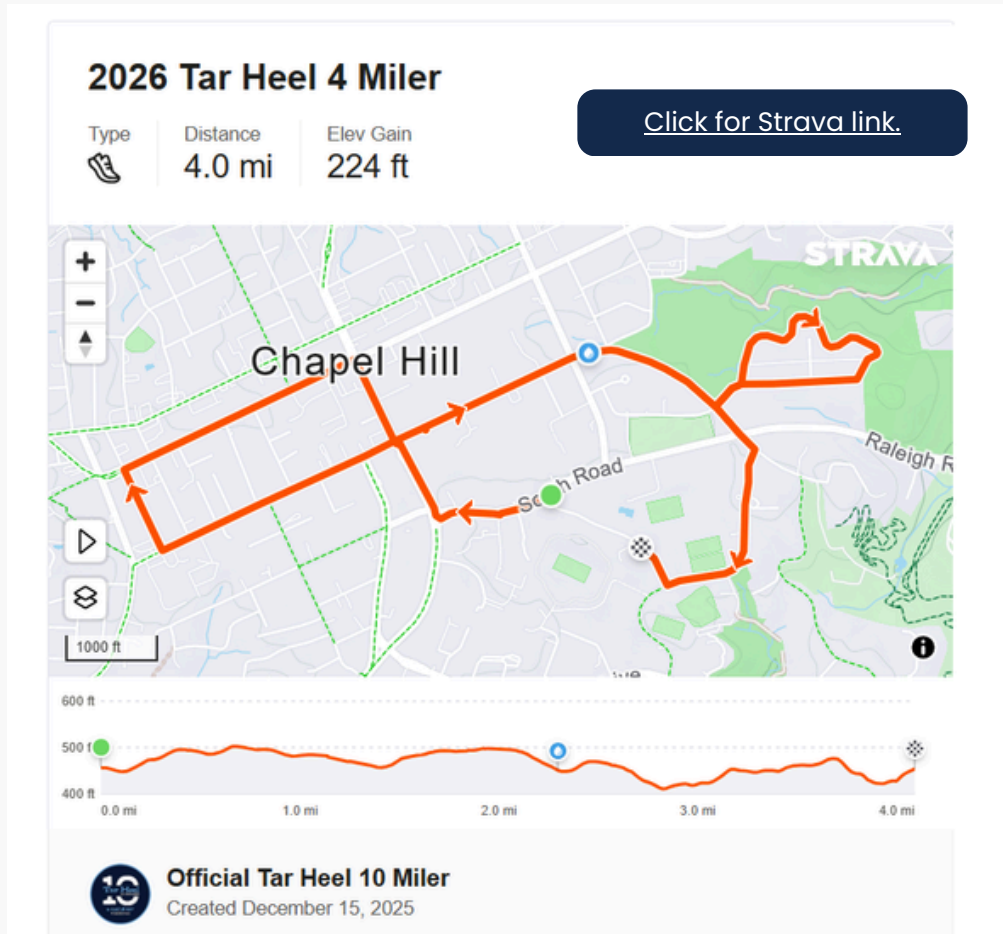 2026 Tar Heel 4 Miler
Click for Strava link.
Type
Distance
Elev Gain
4.0 mi
224 ft
STRAVA
+
−
Chapel Hill
Raleigh R
South Road
1000 ft
600 ft
500 ft
400 ft
0.0 mi
1.0 mi
2.0 mi
3.0 mi
4.0 mi
10
Official Tar Heel 10 Miler
Created December 15, 2025